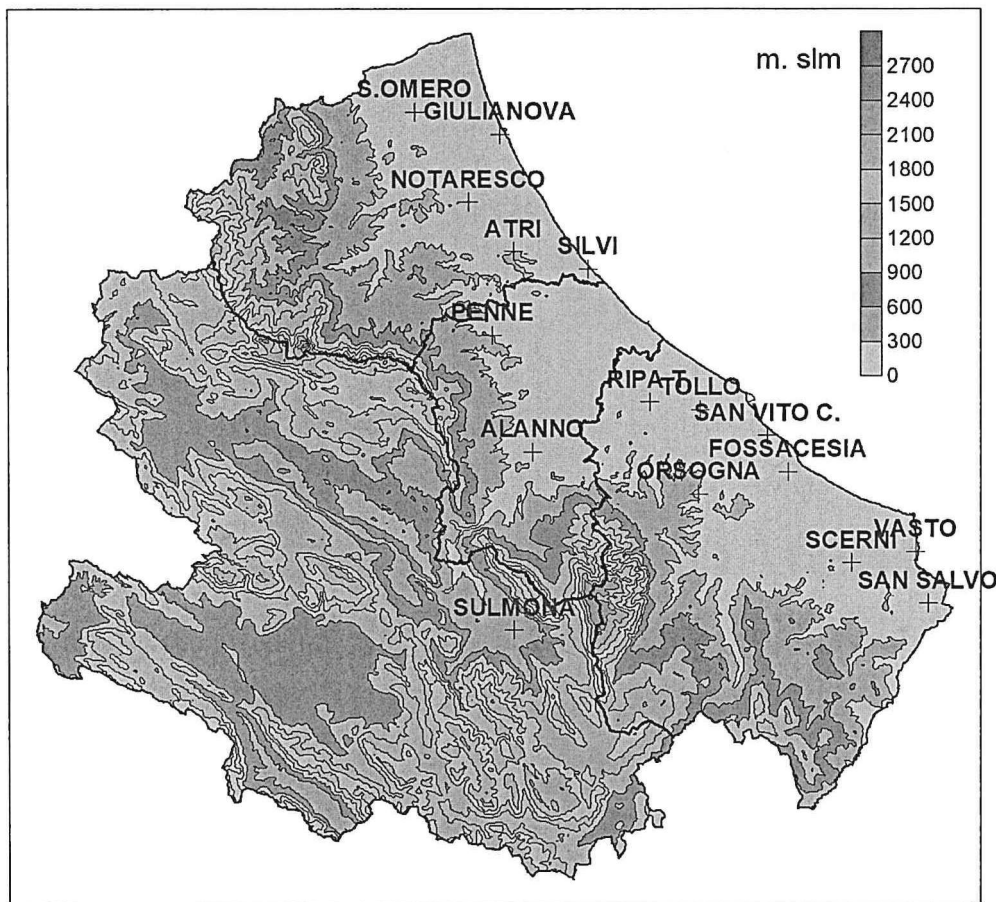 m. slm
2700
2400
2100
1800
1500
1200
900
600
300
0
S.OMERO
GIULIANOVA
NOTARESCO
ATRI
SILVI
PENNE
RIPA T.
TOLLO
SAN VITO C.
ALANNO
FOSSACESIA
ORSOGNA
VASTO
SCERNI
SAN SALVO
SULMONA